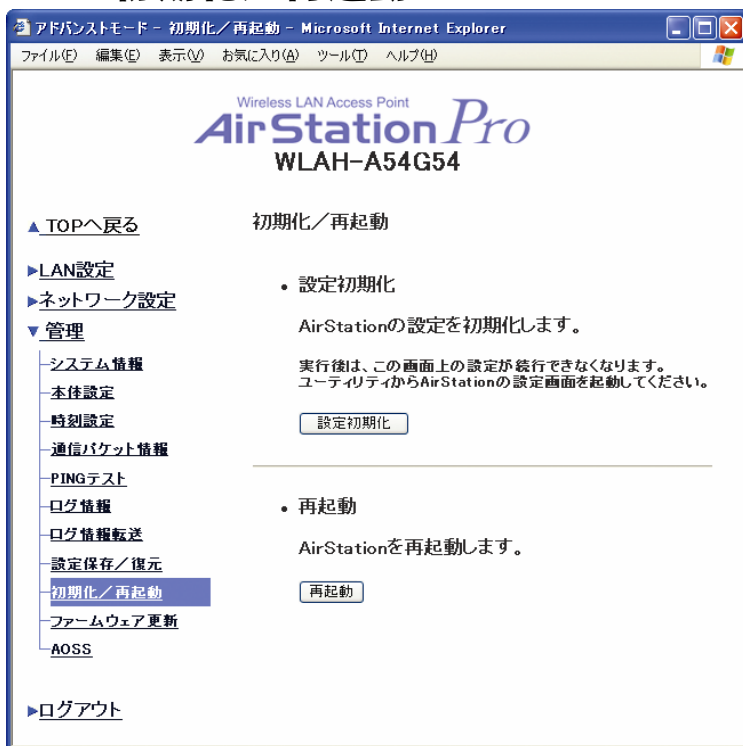 アドバンストモード - 初期化／再起動 - Microsoft Internet Explorer
ファイル(F) 編集(E) 表示(V) お気に入り(A) ツール(T) ヘルプ(H)
Wireless LAN Access Point
AirStation Pro
WLAH-A54G54
▲ TOPへ戻る
▶LAN設定
▶ネットワーク設定
▼ 管理
システム情報
本体設定
時刻設定
通信パケット情報
PINGテスト
ログ情報
ログ情報転送
設定保存／復元
初期化／再起動
ファームウェア更新
AOSS
▶ログアウト
初期化／再起動
• 設定初期化
AirStationの設定を初期化します。
実行後は、この画面上の設定が続行できなくなります。
ユーティリティからAirStationの設定画面を起動してください。
設定初期化
• 再起動
AirStationを再起動します。
再起動